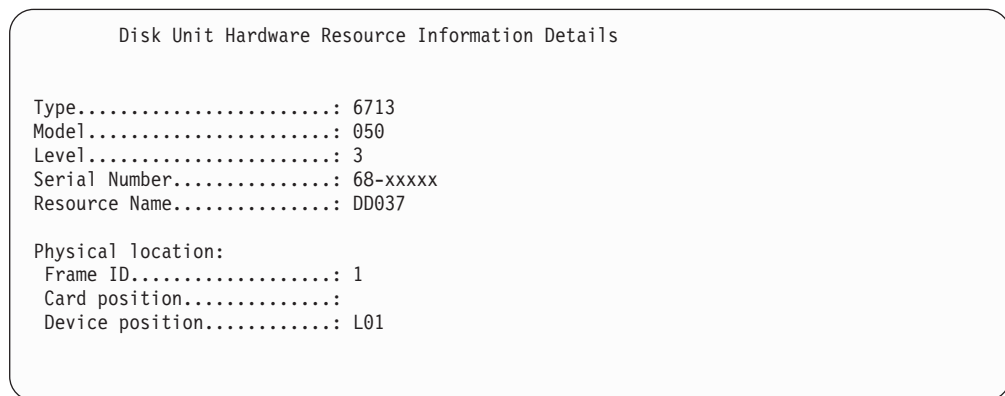 Disk Unit Hardware Resource Information Details
Type........................: 6713
Model.......................: 050
Level.......................: 3
Serial Number...............: 68-xxxxx
Resource Name...............: DD037
Physical location:
Frame ID...................: 1
Card position..............:
Device position............: L01